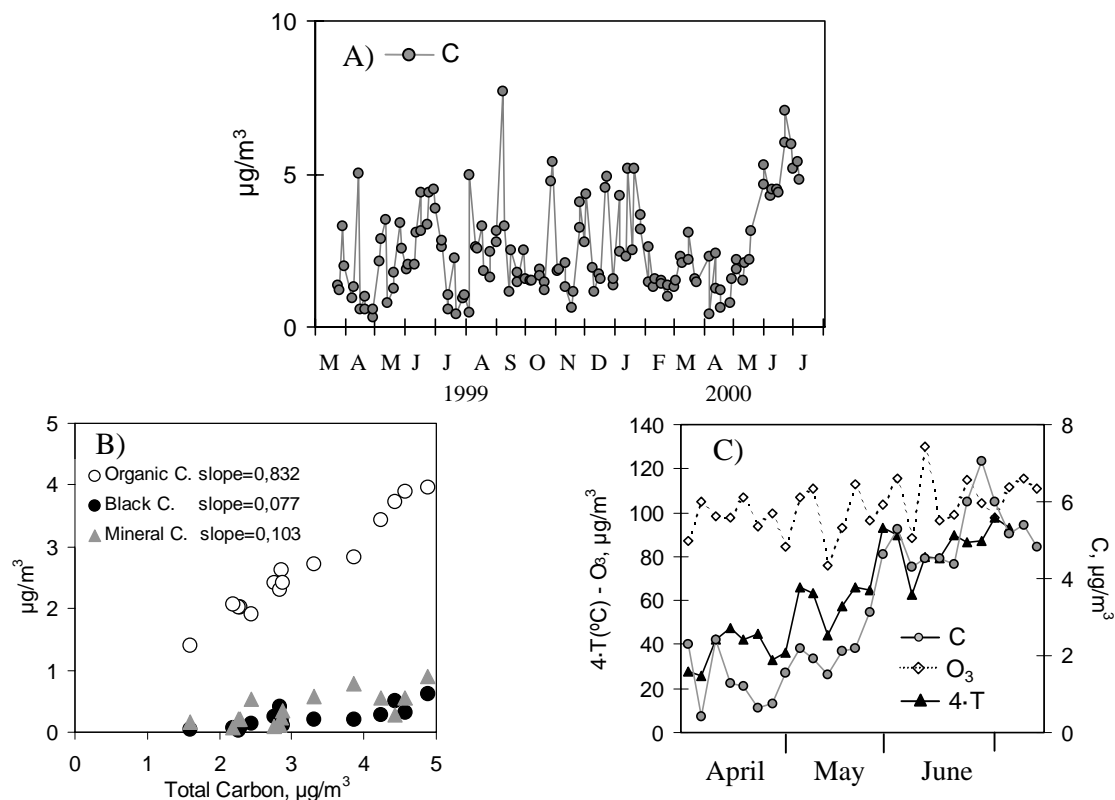 10
A)
C
5
µg/m³
0
M A M J J A S O N D J F M A M J J
1999 2000
5
B)
4
Organic C. slope=0,832
Black C. slope=0,077
3
Mineral C. slope=0,103
µg/m³
2
1
0
0 1 2 3 4 5
Total Carbon, µg/m³
140 8
C)
120
100 6
80
4
60
C
40 2
O₃
20
4·T
0 0
4·T(ºC) - O₃, µg/m³
C, µg/m³
April May June